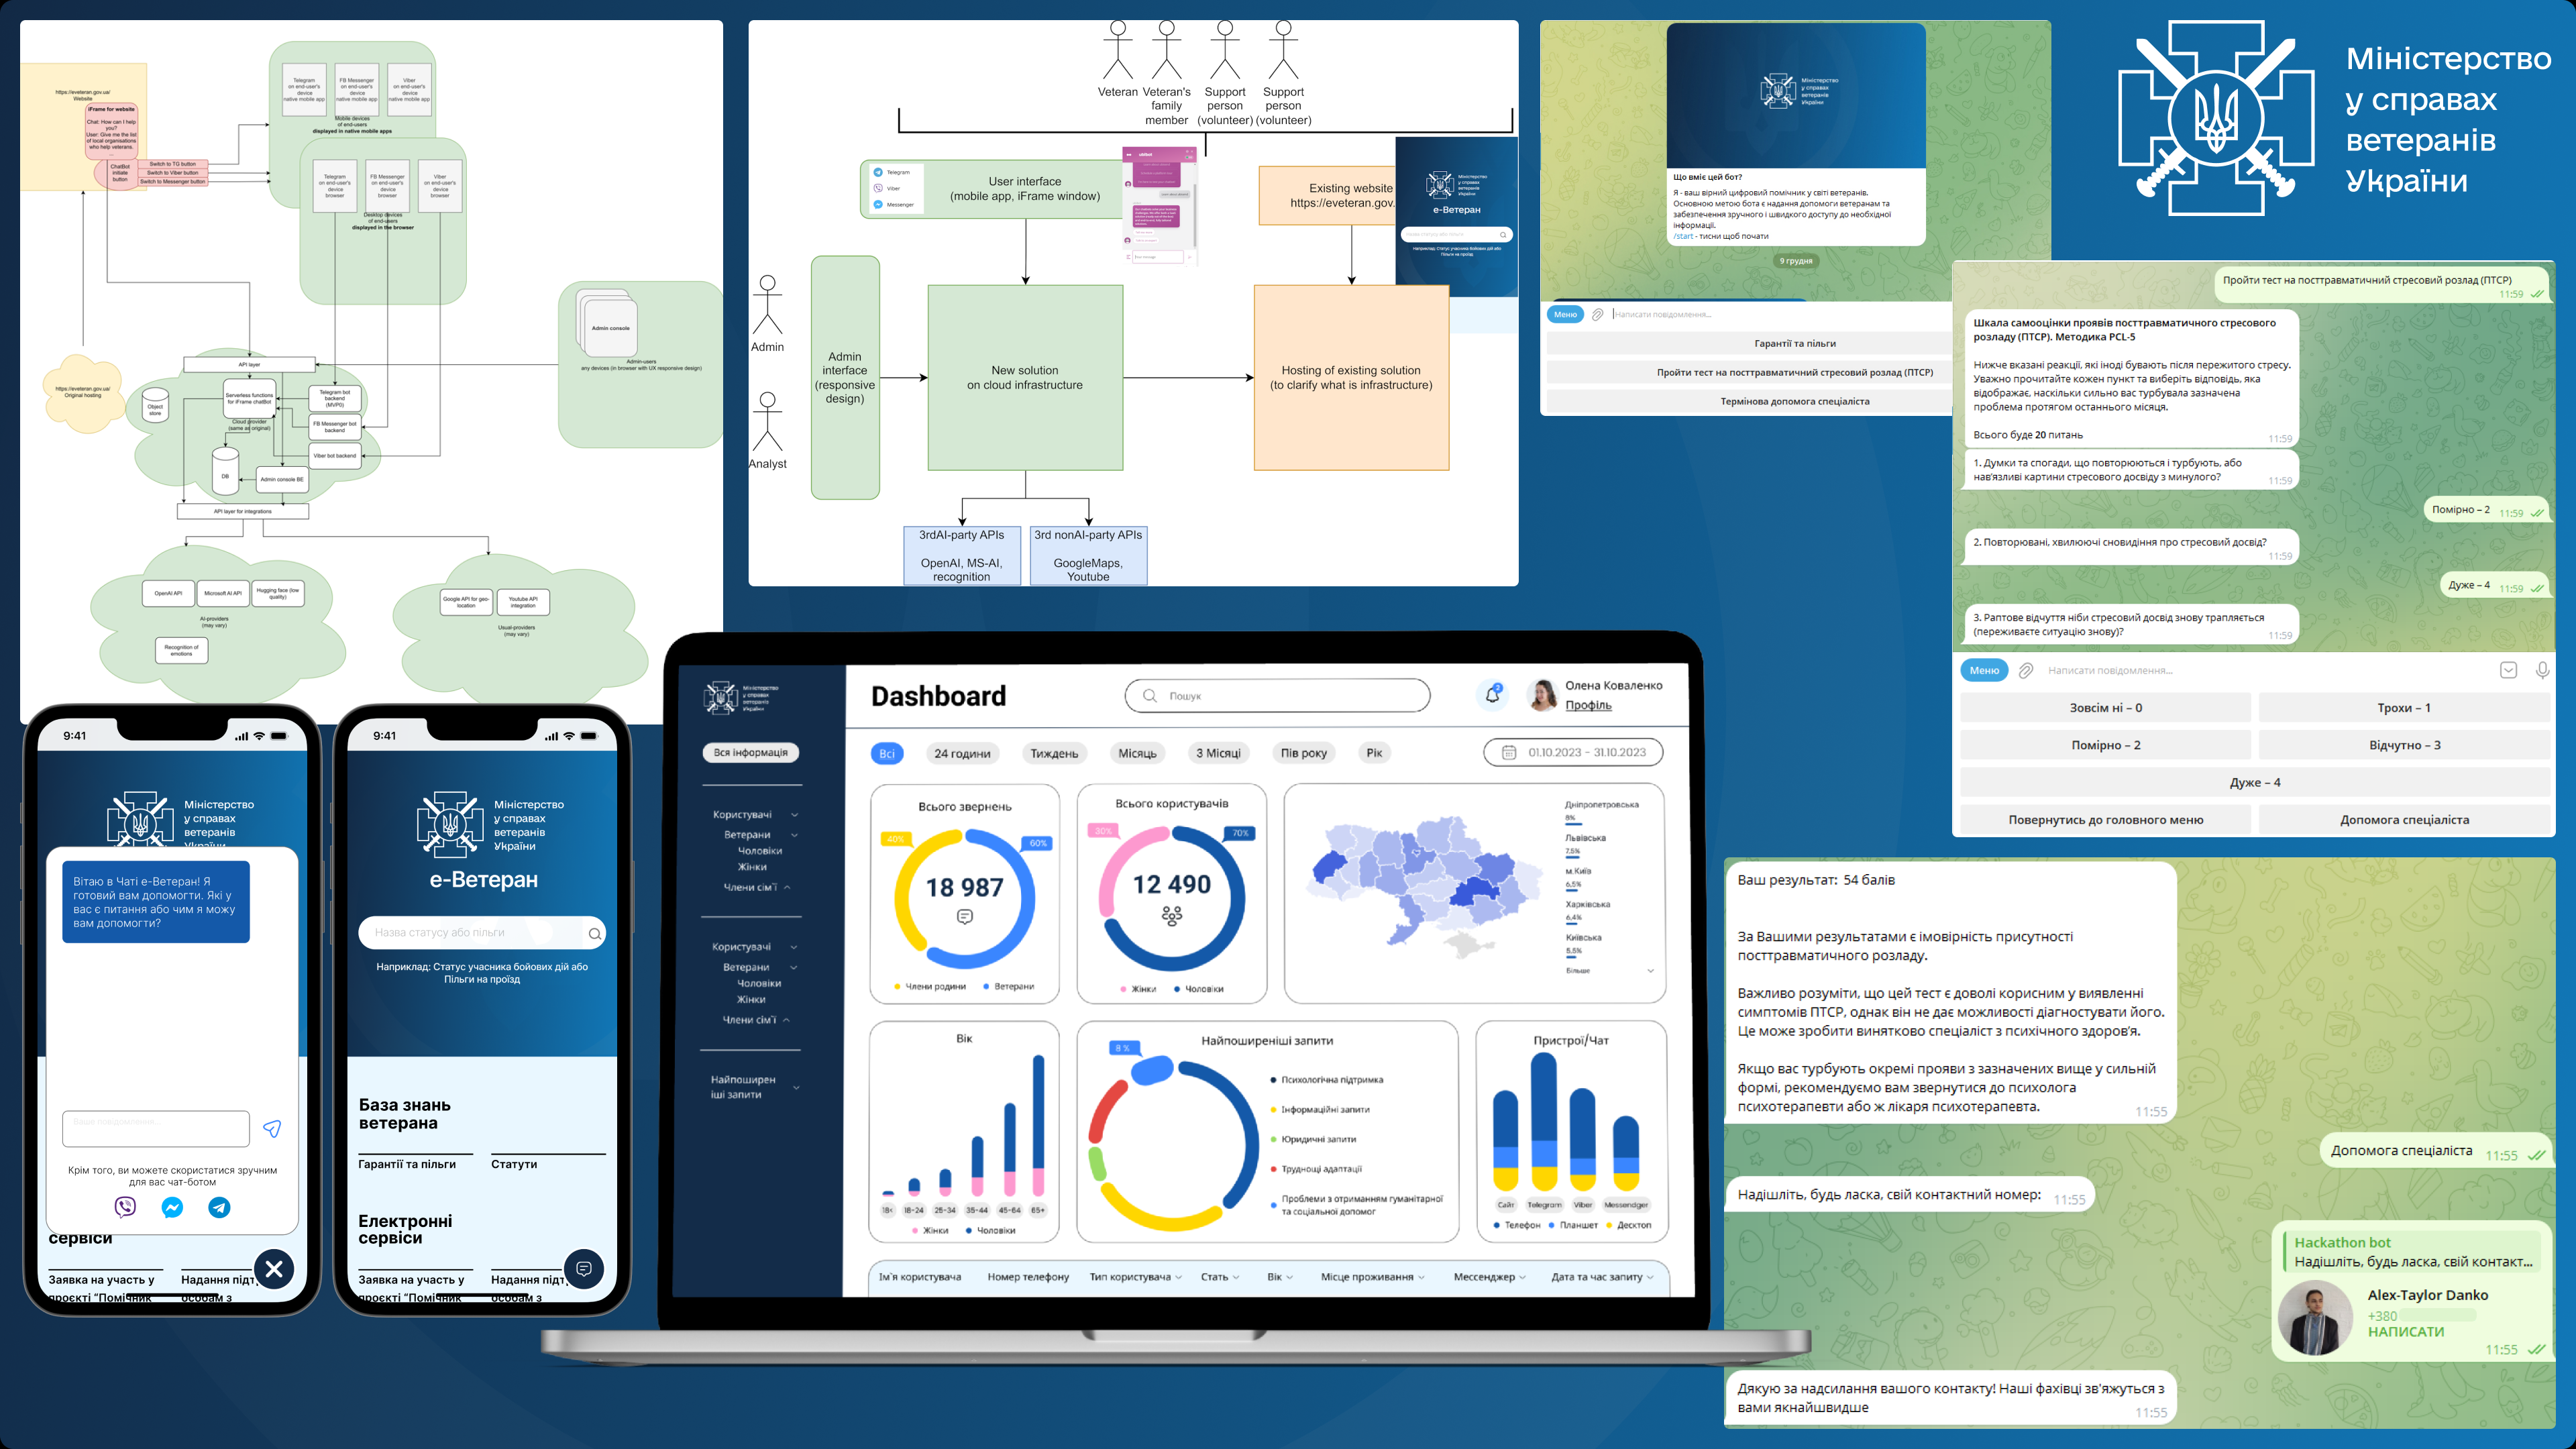 https://eveteran.gov.ua/
Website
iFrame for website
Chat: How can I help
you?
User: Give me the list
of local organisations
who help veterans.
...
ChatBot
initiate
button
Switch to TG button
Switch to Viber button
Switch to Messenger button
Telegram
on end-user's
device
native mobile app
FB Messenger
on end-user's
device
native mobile app
Viber
on end-user's
device
native mobile app
Mobile devices
of end-users
displayed in native mobile apps
Telegram
on end-user's
device
browser
FB Messenger
on end-user's
device
browser
Viber
on end-user's
device
browser
Desktop devices
of end-users
displayed in the browser
Admin console
Admin-users
any devices (in browser with UX responsive design)
https://eveteran.gov.ua/
Original hosting
API layer
Object
store
Serverless functions
for iFrame chatBot
Cloud provider
(same as original)
Telegram bot
backend
(MVP0)
FB Messenger bot
backend
Viber bot backend
DB
Admin console BE
API layer for integrations
OpenAI API
Microsoft AI API
Hugging face (low
quality)
AI-providers
(may vary)
Recognition of
emotions
Google API for geo-
location
Youtube API
integration
Usual-providers
(may vary)
Veteran
Veteran's
family
member
Support
person
(volunteer)
Support
person
(volunteer)
Telegram
Viber
Messenger
User interface
(mobile app, iFrame window)
Existing website
https://eveteran.gov.
Міністерство
у справах
ветеранів
України
е-Ветеран
Назва статусу або пільги
Наприклад: Статус учасника бойових дій або
Пільги на проїзд
Admin
Analyst
Admin
interface
(responsive
design)
New solution
on cloud infrastructure
Hosting of existing solution
(to clarify what is infrastructure)
3rdAI-party APIs
OpenAI, MS-AI,
recognition
3rd nonAI-party APIs
GoogleMaps,
Youtube
Міністерство
у справах
ветеранів
України
Що вміє цей бот?
Я - ваш вірний цифровий помічник у світі ветеранів.
Основною метою бота є надання допомоги ветеранам та
забезпечення зручного і швидкого доступу до необхідної
інформації.
/start - тисни щоб почати
9 грудня
Меню
Написати повідомлення...
Гарантії та пільги
Пройти тест на посттравматичний стресовий розлад (ПТСР)
Термінова допомога спеціаліста
Міністерство
у справах
ветеранів
України
Пройти тест на посттравматичний стресовий розлад (ПТСР)
11:59
Шкала самооцінки проявів посттравматичного стресового
розладу (ПТСР). Методика PCL-5
Нижче вказані реакції, які іноді бувають після пережитого стресу.
Уважно прочитайте кожен пункт та виберіть відповідь, яка
відображає, наскільки сильно вас турбувала зазначена
проблема протягом останнього місяця.
Всього буде 20 питань
11:59
1. Думки та спогади, що повторюються і турбують, або
нав'язливі картини стресового досвіду з минулого?
11:59
Помірно – 2 11:59
2. Повторювані, хвилюючі сновидіння про стресовий досвід?
11:59
Дуже – 4 11:59
3. Раптове відчуття ніби стресовий досвід знову трапляється
(переживаєте ситуацію знову)?
11:59
Меню
Написати повідомлення...
Зовсім ні – 0
Трохи – 1
Помірно – 2
Відчутно – 3
Дуже – 4
Повернутись до головного меню
Допомога спеціаліста
9:41
Міністерство
у справах
ветеранів
України
Вітаю в Чаті е-Ветеран! Я
готовий вам допомогти. Які у
вас є питання або чим я можу
вам допомогти?
Ваше повідомлення...
Крім того, ви можете скористатися зручним
для вас чат-ботом
сервіси
Заявка на участь у
проєкті “Помічник
Надання підт
особам з
9:41
Міністерство
у справах
ветеранів
України
е-Ветеран
Назва статусу або пільги
Наприклад: Статус учасника бойових дій або
Пільги на проїзд
База знань
ветерана
Гарантії та пільги
Статути
Електронні
сервіси
Заявка на участь у
проєкті “Помічник
Надання підт
особам з
Міністерство
у справах
ветеранів
України
Dashboard
Пошук
2
Олена Коваленко
Профіль
Вся інформація
Користувачі
Ветерани
Чоловіки
Жінки
Члени сім'ї
Користувачі
Ветерани
Чоловіки
Жінки
Члени сім'ї
Найпоширен
іші запити
Всі
24 години
Тиждень
Місяць
3 Місяці
Пів року
Рік
01.10.2023 - 31.10.2023
Всього звернень
40%
60%
18 987
Члени родини
Ветерани
Всього користувачів
30%
70%
12 490
Жінки
Чоловіки
Дніпропетровська
8%
Львівська
7,5%
м.Київ
6,5%
Харківська
6,4%
Київська
5,5%
Більше
Вік
18<
18-24
25-34
35-44
45-64
65+
Жінки
Чоловіки
Найпоширеніші запити
8 %
Психологічна підтримка
Інформаційні запити
Юридичні запити
Труднощі адаптації
Проблеми з отриманням гуманітарної
та соціальної допомог
Пристрої/Чат
Сайт
Telegram
Viber
Messendger
Телефон
Планшет
Десктоп
Ім'я користувача
Номер телефону
Тип користувача
Стать
Вік
Місце проживання
Мессенджер
Дата та час запиту
Ваш результат: 54 балів
За Вашими результатами є імовірність присутності
посттравматичного розладу.
Важливо розуміти, що цей тест є доволі корисним у виявленні
симптомів ПТСР, однак він не дає можливості діагностувати його.
Це може зробити винятково спеціаліст з психічного здоров'я.
Якщо вас турбують окремі прояви з зазначених вище у сильній
формі, рекомендуємо вам звернутися до психолога
психотерапевти або ж лікаря психотерапевта.
11:55
Допомога спеціаліста 11:55
Надішліть, будь ласка, свій контактний номер: 11:55
Hackathon bot
Надішліть, будь ласка, свій контакт...
Alex-Taylor Danko
+380
НАПИСАТИ
11:55
Дякую за надсилання вашого контакту! Наші фахівці зв'яжуться з
вами якнайшвидше
11:55